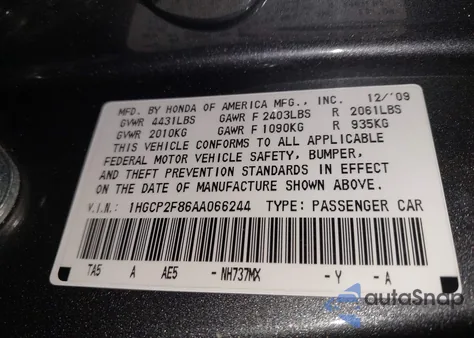 MFD. BY HONDA OF AMERICA MFG., INC. 12/'09
GVWR 4431LBS GAWR F 2403LBS R 2061LBS
GVWR 2010KG GAWR F 1090KG R 935KG
THIS VEHICLE CONFORMS TO ALL APPLICABLE
FEDERAL MOTOR VEHICLE SAFETY, BUMPER,
AND THEFT PREVENTION STANDARDS IN EFFECT
ON THE DATE OF MANUFACTURE SHOWN ABOVE.
V.I.N.: 1HGCP2F86AA066244 TYPE: PASSENGER CAR
TA5 A AE5 -NH737MX -Y -A
autaSnap